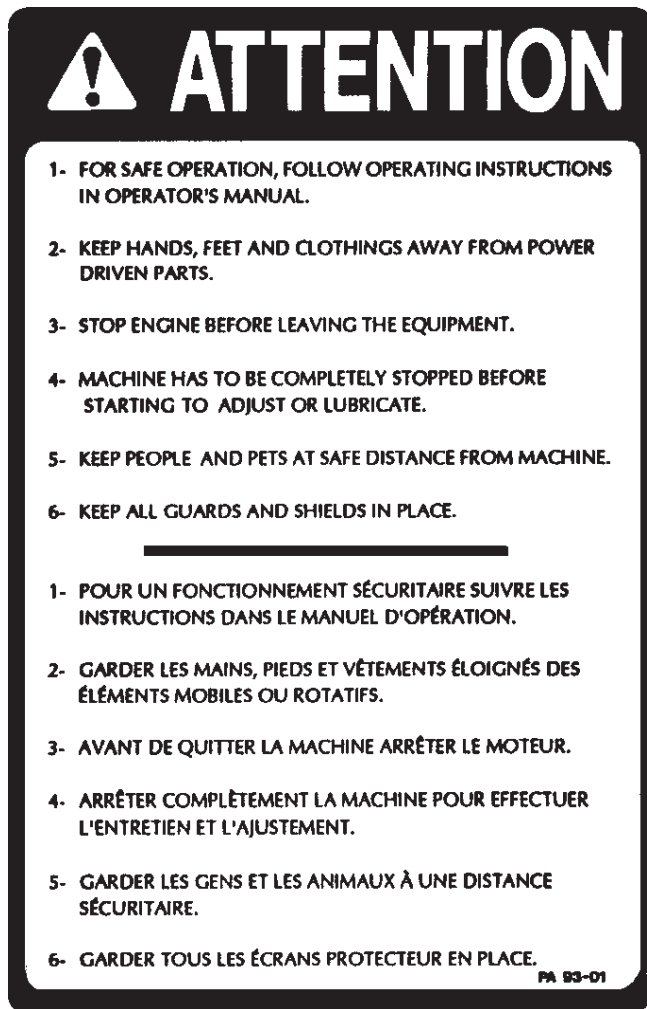 ATTENTION
1- FOR SAFE OPERATION, FOLLOW OPERATING INSTRUCTIONS
IN OPERATOR'S MANUAL.
2- KEEP HANDS, FEET AND CLOTHINGS AWAY FROM POWER
DRIVEN PARTS.
3- STOP ENGINE BEFORE LEAVING THE EQUIPMENT.
4- MACHINE HAS TO BE COMPLETELY STOPPED BEFORE
STARTING TO ADJUST OR LUBRICATE.
5- KEEP PEOPLE AND PETS AT SAFE DISTANCE FROM MACHINE.
6- KEEP ALL GUARDS AND SHIELDS IN PLACE.
1- POUR UN FONCTIONNEMENT SÉCURITAIRE SUIVRE LES
INSTRUCTIONS DANS LE MANUEL D'OPÉRATION.
2- GARDER LES MAINS, PIEDS ET VÊTEMENTS ÉLOIGNÉS DES
ÉLÉMENTS MOBILES OU ROTATIFS.
3- AVANT DE QUITTER LA MACHINE ARRÊTER LE MOTEUR.
4- ARRÊTER COMPLÈTEMENT LA MACHINE POUR EFFECTUER
L'ENTRETIEN ET L'AJUSTEMENT.
5- GARDER LES GENS ET LES ANIMAUX À UNE DISTANCE
SÉCURITAIRE.
6- GARDER TOUS LES ÉCRANS PROTECTEUR EN PLACE.
PA 93-01